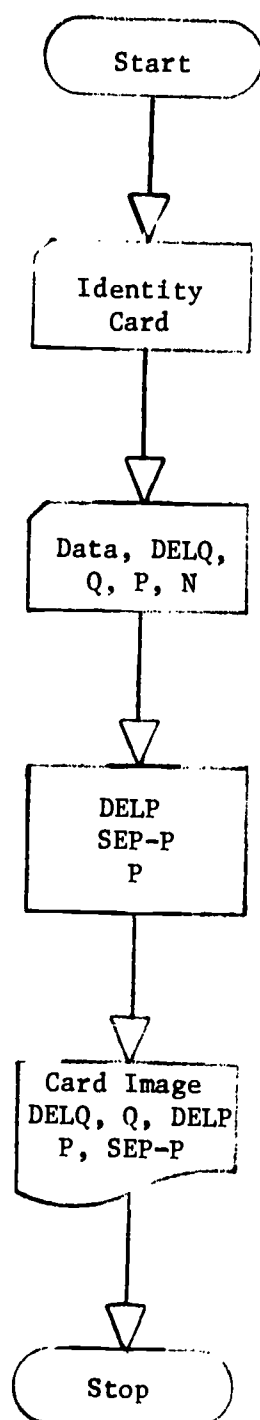 Start
Identity
Card
Data, DELQ,
Q, P, N
DELP
SEP-P
P
Card Image
DELQ, Q, DELP
P, SEP-P
Stop